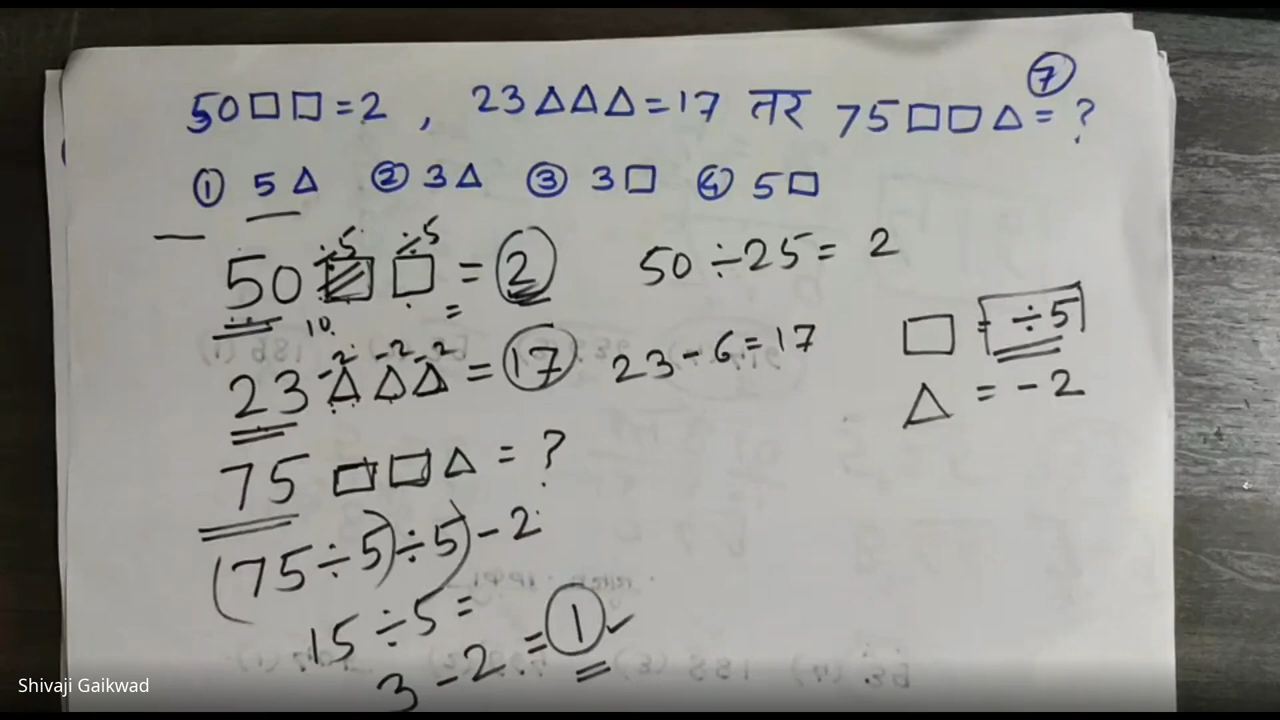 ⑦
50□□=2 , 23△△△=17 तर 75□□△=?
① 5△ ② 3△ ③ 3□ ④ 5□
÷5 ÷5
50□□=② 50÷25= 2
10
□ = ÷5
-2 -2 -2
23△△△=⑰ 23-6=17
△ = -2
75□□△=?
(75÷5)÷5)-2
15÷5=
3-2=①✓
Shivaji Gaikwad